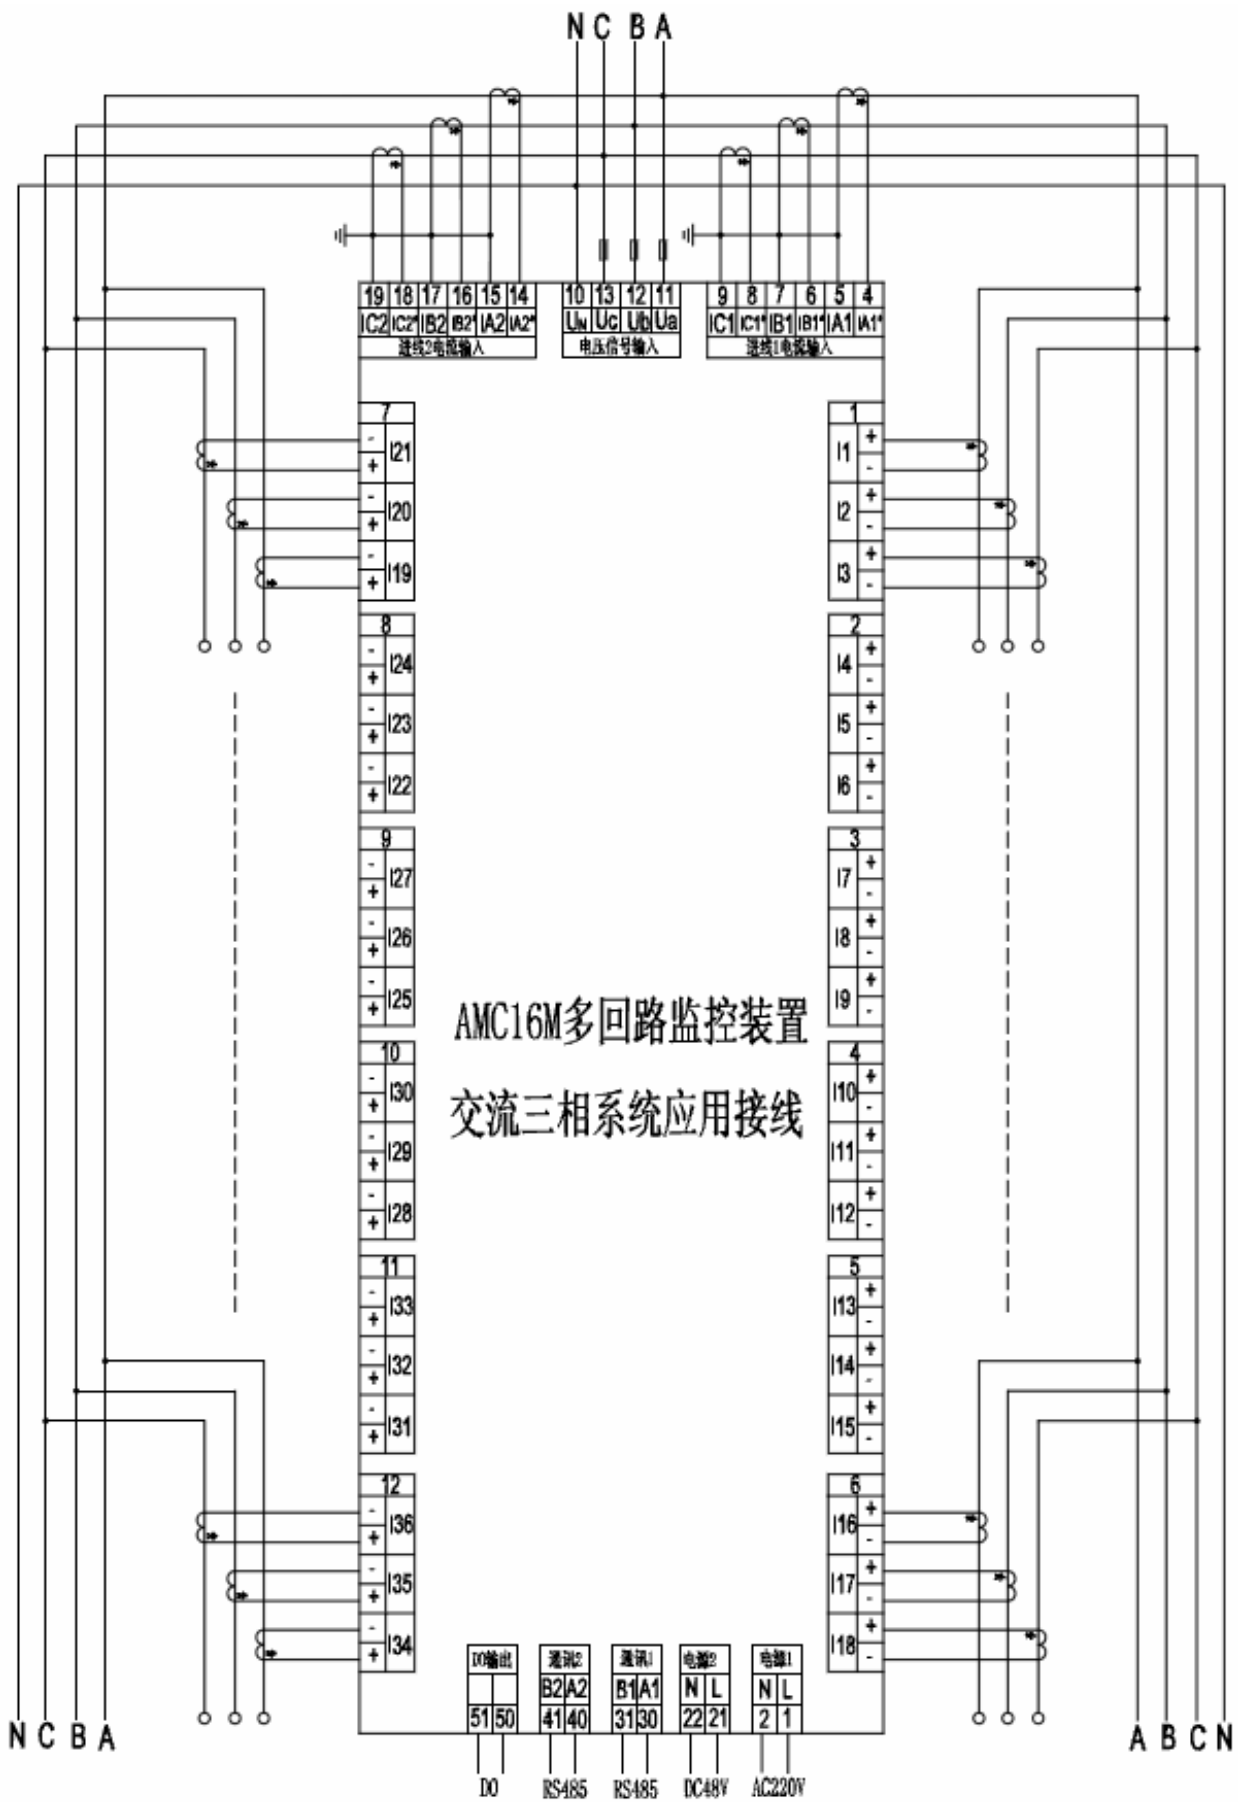 N C B A
19 18 17 16 15 14 10 13 12 11 9 8 7 6 5 4
IC2 IC2* IB2 IB2* IA2 IA2* UN Uc Ub Ua IC1 IC1* IB1 IB1* IA1 IA1*
进线2电流输入 电压信号输入 进线1电流输入
7 1
- I21 + I1 + -
- I20 + I2 + -
- I19 + I3 + -
8 2
- I24 + I4 + -
- I23 + I5 + -
- I22 + I6 + -
9 3
- I27 + I7 + -
- I26 + I8 + -
- I25 + I9 + -
AMC16M多回路监控装置
10 4
- I30 + I10 + -
交流三相系统应用接线
- I29 + I11 + -
- I28 + I12 + -
11 5
- I33 + I13 + -
- I32 + I14 + -
- I31 + I15 + -
12 6
- I36 + I16 + -
- I35 + I17 + -
- I34 + I18 + -
DO输出 通讯2 通讯1 电源2 电源1
B2 A2 B1 A1 N L N L
51 50 41 40 31 30 22 21 2 1
N C B A A B C N
DO RS485 RS485 DC48V AC220V